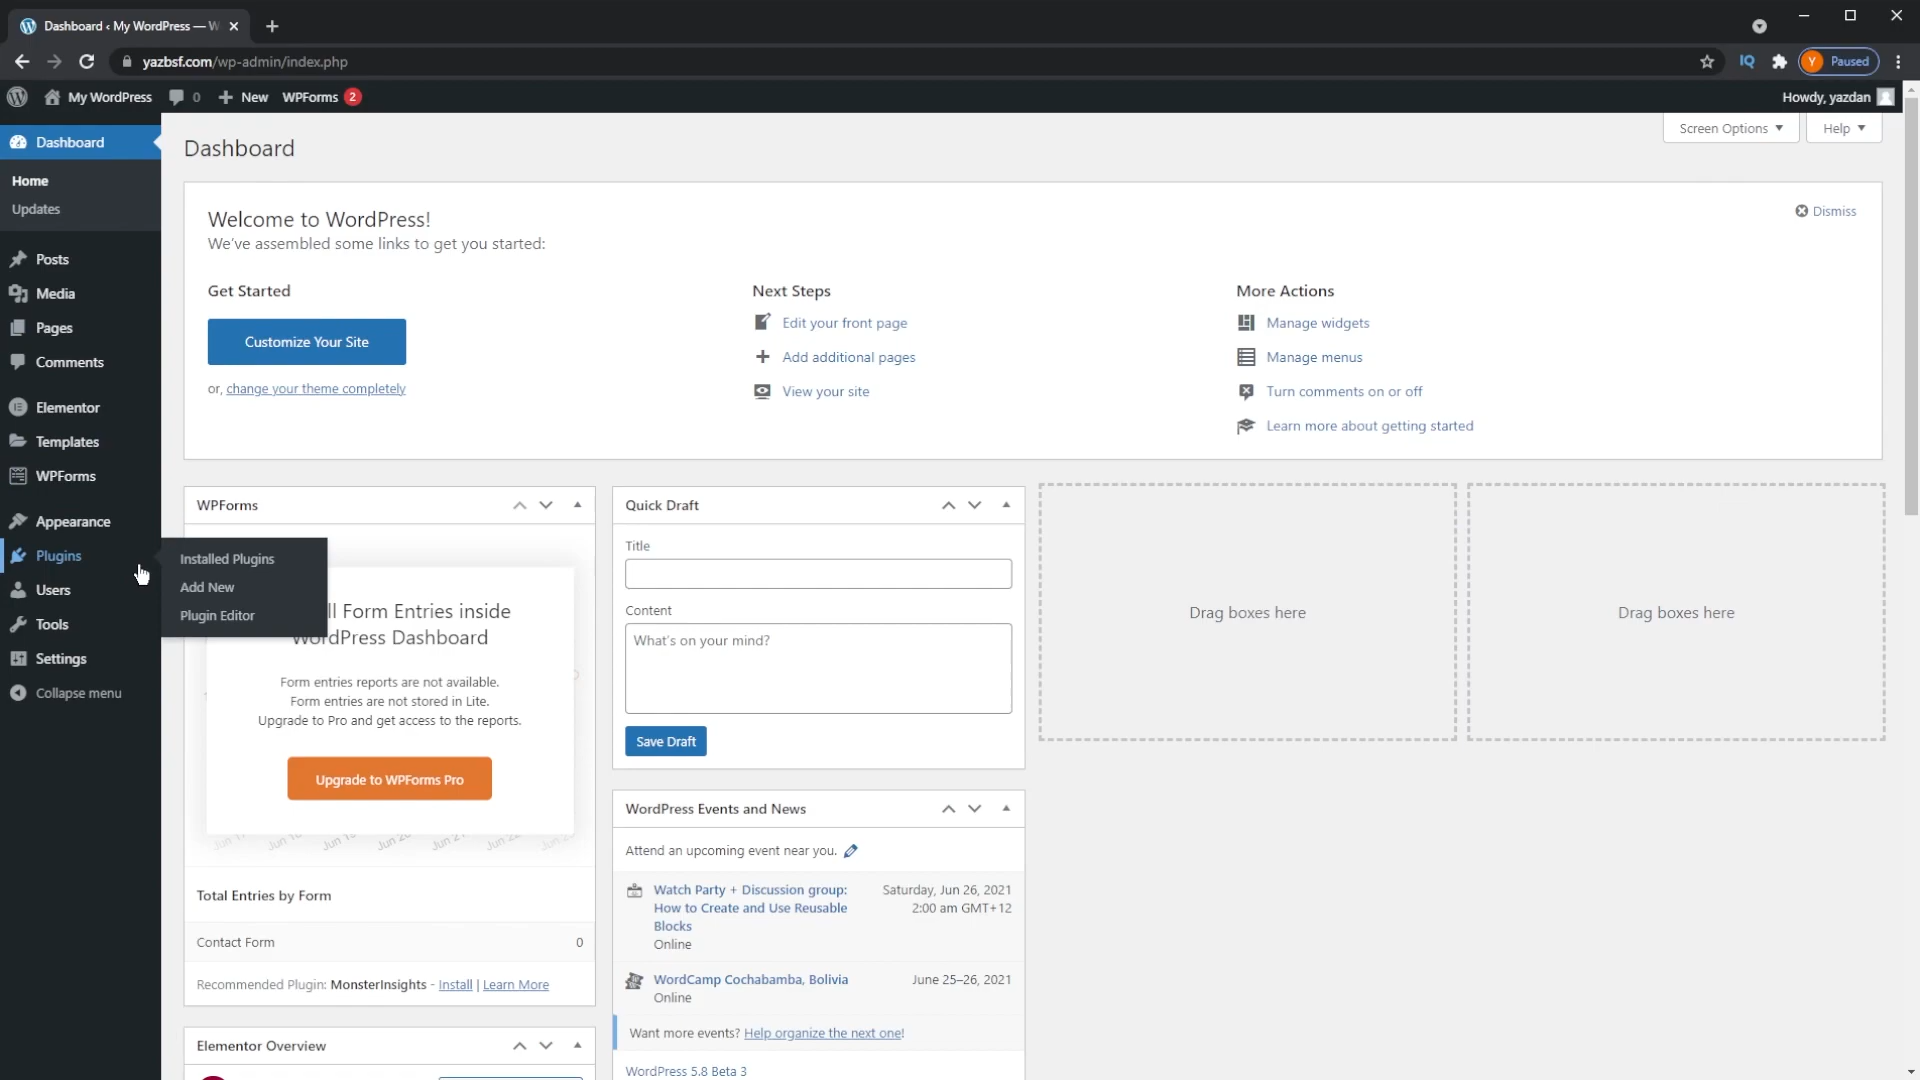 Dashboard ‹ My WordPress — W
yazbsf.com/wp-admin/index.php
IQ
Y Paused
My WordPress
0
New
WPForms 2
Howdy, yazdan
Dashboard
Home
Updates
Posts
Media
Pages
Comments
Elementor
Templates
WPForms
Appearance
Plugins
Users
Tools
Settings
Collapse menu
Installed Plugins
Add New
Plugin Editor
Dashboard
Screen Options
Help
Welcome to WordPress!
We've assembled some links to get you started:
Dismiss
Get Started
Customize Your Site
or, change your theme completely
Next Steps
Edit your front page
Add additional pages
View your site
More Actions
Manage widgets
Manage menus
Turn comments on or off
Learn more about getting started
WPForms
ll Form Entries inside
WordPress Dashboard
Form entries reports are not available.
Form entries are not stored in Lite.
Upgrade to Pro and get access to the reports.
Upgrade to WPForms Pro
Total Entries by Form
Contact Form 0
Recommended Plugin: MonsterInsights - Install | Learn More
Elementor Overview
Quick Draft
Title
Content
What's on your mind?
Save Draft
WordPress Events and News
Attend an upcoming event near you.
Watch Party + Discussion group: Saturday, Jun 26, 2021
How to Create and Use Reusable 2:00 am GMT+12
Blocks
Online
WordCamp Cochabamba, Bolivia June 25–26, 2021
Online
Want more events? Help organize the next one!
WordPress 5.8 Beta 3
Drag boxes here
Drag boxes here